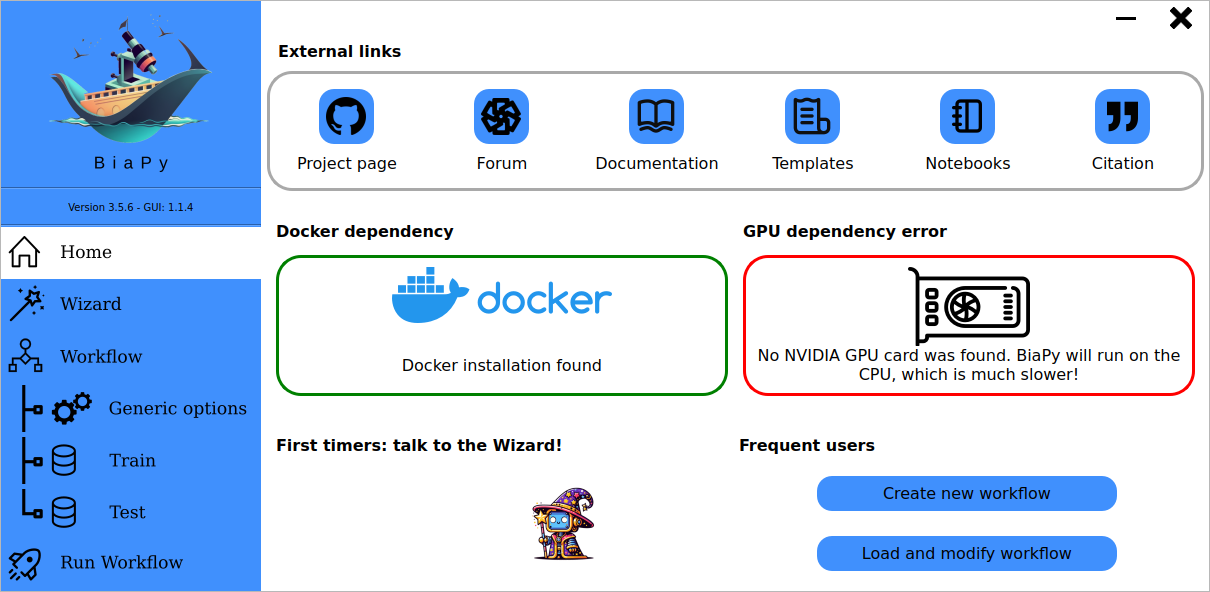 BiaPy
Version 3.5.6 - GUI: 1.1.4
Home
Wizard
Workflow
Generic options
Train
Test
Run Workflow
External links
Project page
Forum
Documentation
Templates
Notebooks
Citation
Docker dependency
docker
Docker installation found
GPU dependency error
No NVIDIA GPU card was found. BiaPy will run on the
CPU, which is much slower!
First timers: talk to the Wizard!
Frequent users
Create new workflow
Load and modify workflow